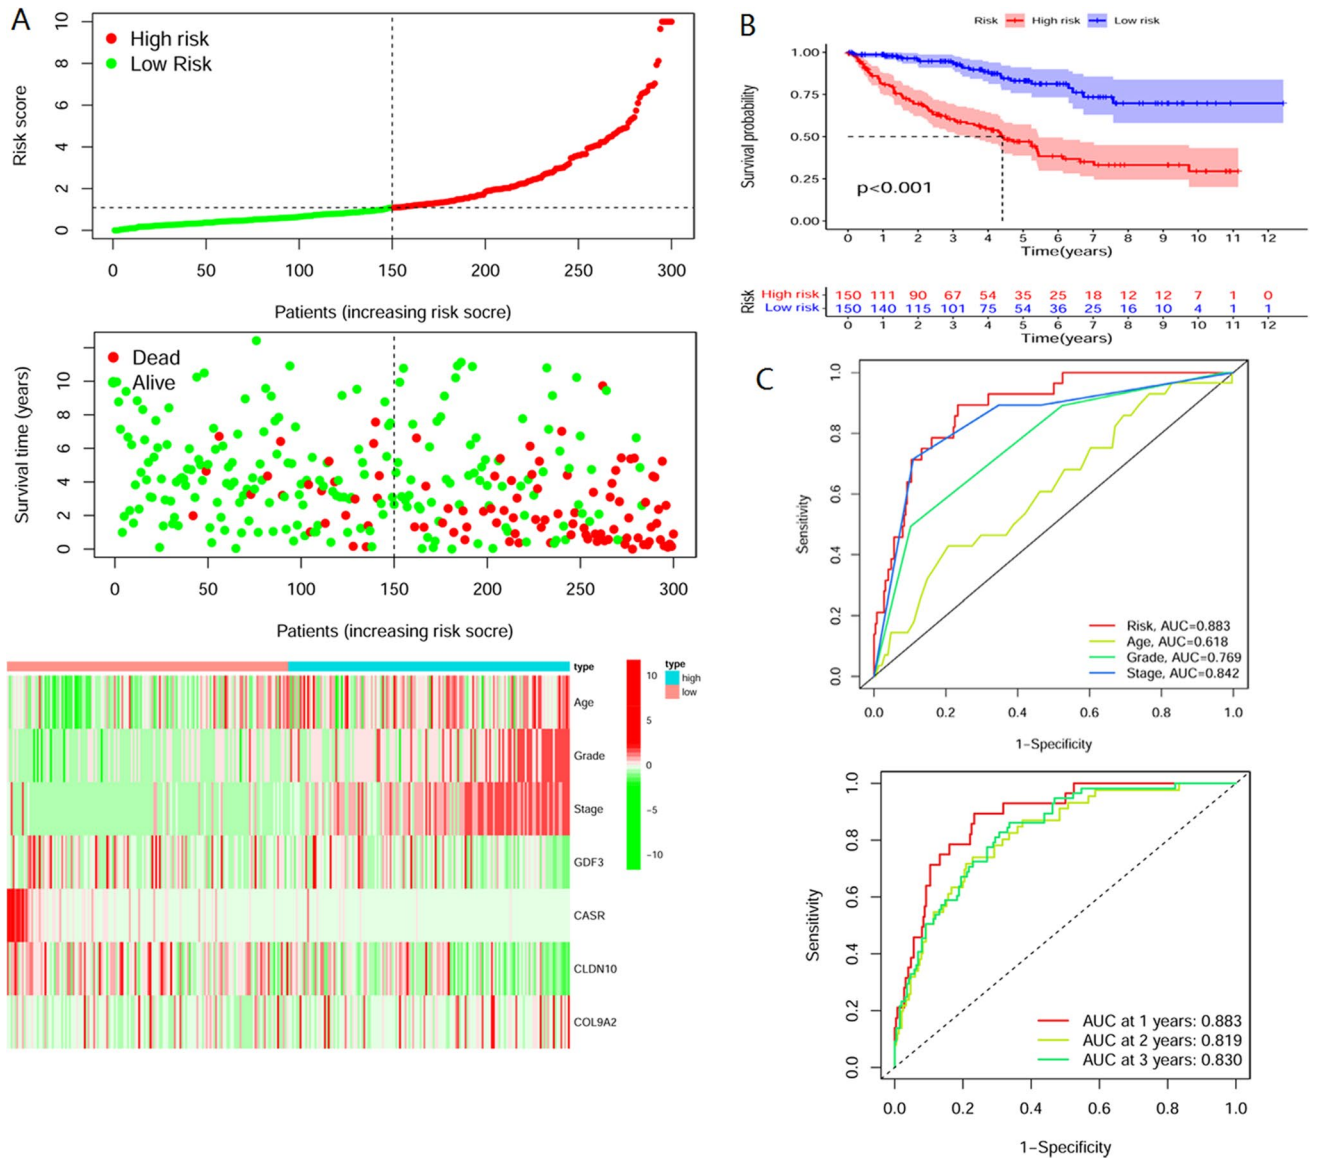 A
High risk
Low Risk
Risk score
10
8
6
4
2
0
0 50 100 150 200 250 300
Patients (increasing risk socre)
Dead
Alive
Survival time (years)
10
8
6
4
2
0
0 50 100 150 200 250 300
Patients (increasing risk socre)
type
Age
Grade
Stage
GDF3
CASR
CLDN10
COL9A2
10
5
0
−5
−10
type
high
low
B
Risk High risk Low risk
Survival probability
1.00
0.75
0.50
0.25
0.00
p<0.001
0 1 2 3 4 5 6 7 8 9 10 11 12
Time(years)
Risk
High risk 150 111 90 67 54 35 25 18 12 12 7 1 0
Low risk 150 140 115 101 75 54 36 25 16 10 4 1 1
0 1 2 3 4 5 6 7 8 9 10 11 12
Time(years)
C
Sensitivity
1.0
0.8
0.6
0.4
0.2
0.0
Risk, AUC=0.883
Age, AUC=0.618
Grade, AUC=0.769
Stage, AUC=0.842
0.0 0.2 0.4 0.6 0.8 1.0
1−Specificity
Sensitivity
1.0
0.8
0.6
0.4
0.2
0.0
AUC at 1 years: 0.883
AUC at 2 years: 0.819
AUC at 3 years: 0.830
0.0 0.2 0.4 0.6 0.8 1.0
1−Specificity